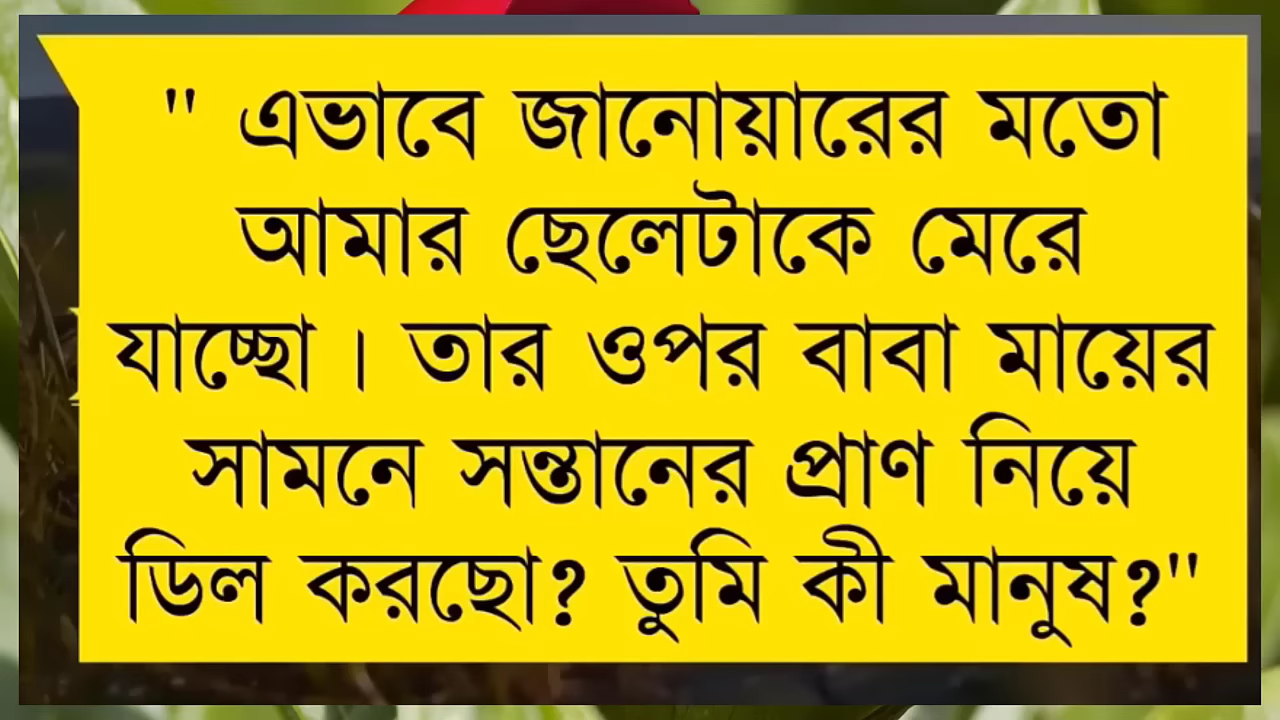 " এভাবে জানোয়ারের মতো
আমার ছেলেটাকে মেরে
যাচ্ছো । তার ওপর বাবা মায়ের
সামনে সন্তানের প্রাণ নিয়ে
ডিল করছো? তুমি কী মানুষ?"